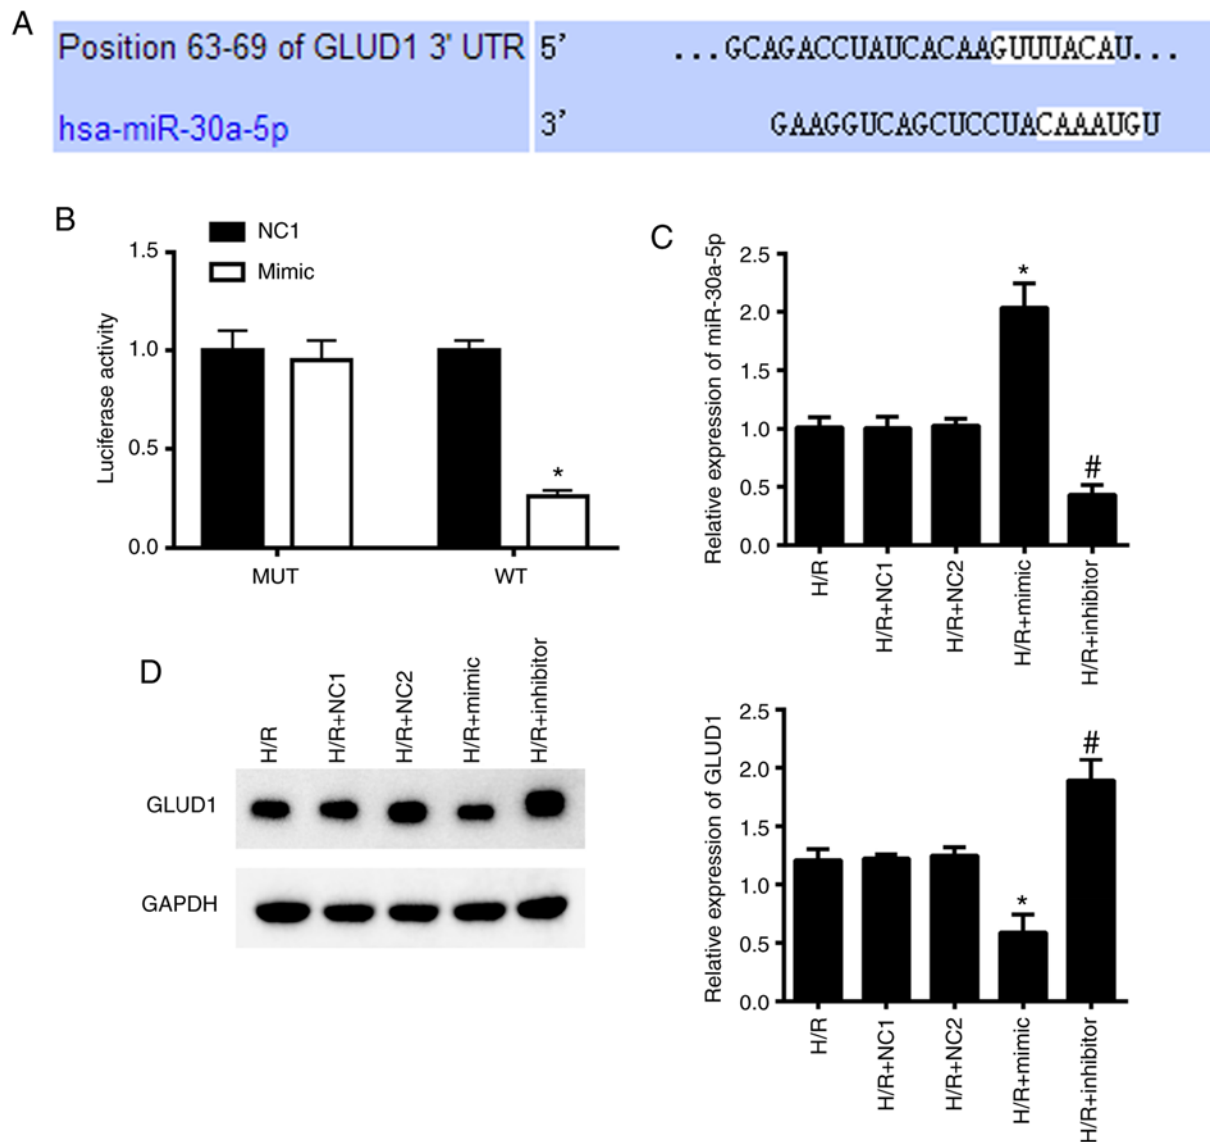 A
Position 63-69 of GLUD1 3' UTR 5' ...GCAGACCUAUCACAAGUUUACAU...
hsa-miR-30a-5p 3' GAAGGUCAGCUCCUACAAAUGU
B
NC1
Mimic
Luciferase activity
1.5
1.0
0.5
0.0
*
MUT WT
C
Relative expression of miR-30a-5p
2.5
2.0
1.5
1.0
0.5
0.0
*
#
H/R
H/R+NC1
H/R+NC2
H/R+mimic
H/R+inhibitor
D
H/R
H/R+NC1
H/R+NC2
H/R+mimic
H/R+inhibitor
GLUD1
GAPDH
Relative expression of GLUD1
2.5
2.0
1.5
1.0
0.5
0.0
*
#
H/R
H/R+NC1
H/R+NC2
H/R+mimic
H/R+inhibitor